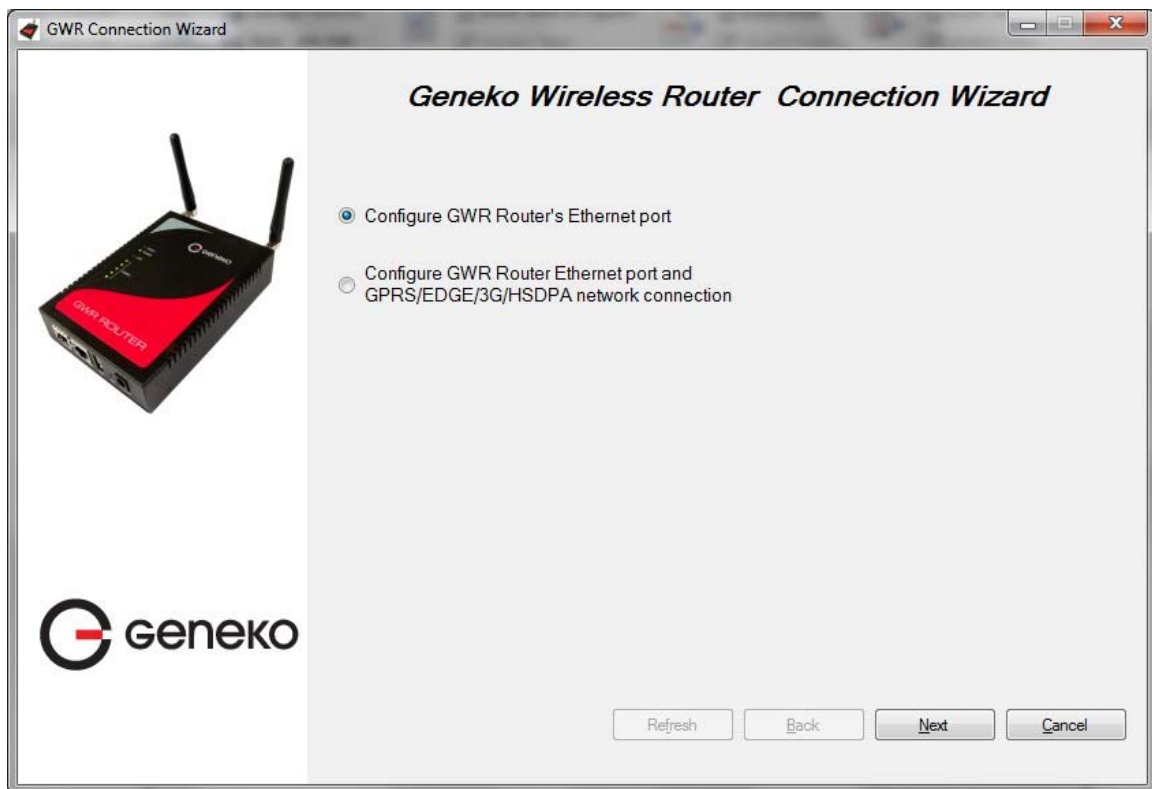 GWR Connection Wizard
Geneko Wireless Router Connection Wizard
Geneko
GWR ROUTER
Configure GWR Router's Ethernet port
Configure GWR Router Ethernet port and
GPRS/EDGE/3G/HSDPA network connection
Geneko
Refresh
Back
Next
Cancel